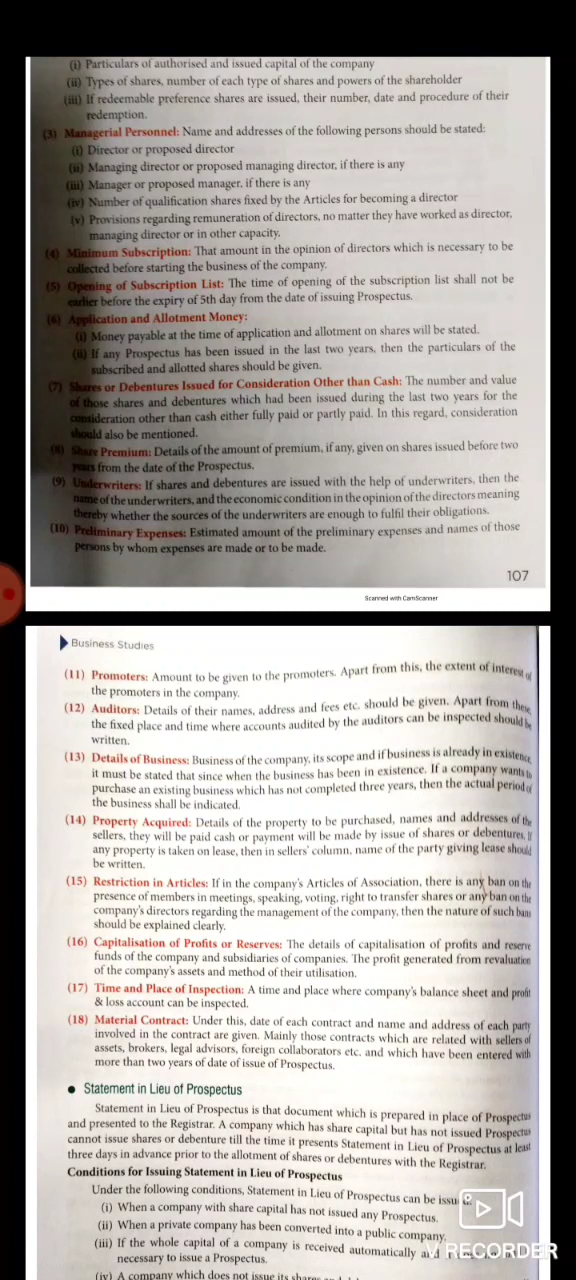 (i) Particulars of authorised and issued capital of the company
(ii) Types of shares, number of each type of shares and powers of the shareholder
(iii) If redeemable preference shares are issued, their number, date and procedure of their
redemption.
(3) Managerial Personnel: Name and addresses of the following persons should be stated:
(i) Director or proposed director
(ii) Managing director or proposed managing director, if there is any
(iii) Manager or proposed manager, if there is any
(iv) Number of qualification shares fixed by the Articles for becoming a director
(v) Provisions regarding remuneration of directors, no matter they have worked as director,
managing director or in other capacity.
(4) Minimum Subscription: That amount in the opinion of directors which is necessary to be
collected before starting the business of the company.
(5) Opening of Subscription List: The time of opening of the subscription list shall not be
earlier before the expiry of 5th day from the date of issuing Prospectus.
(6) Application and Allotment Money:
(i) Money payable at the time of application and allotment on shares will be stated.
(ii) If any Prospectus has been issued in the last two years, then the particulars of the
subscribed and allotted shares should be given.
(7) Shares or Debentures Issued for Consideration Other than Cash: The number and value
of those shares and debentures which had been issued during the last two years for the
consideration other than cash either fully paid or partly paid. In this regard, consideration
should also be mentioned.
(8) Share Premium: Details of the amount of premium, if any, given on shares issued before two
years from the date of the Prospectus.
(9) Underwriters: If shares and debentures are issued with the help of underwriters, then the
name of the underwriters, and the economic condition in the opinion of the directors meaning
thereby whether the sources of the underwriters are enough to fulfil their obligations.
(10) Preliminary Expenses: Estimated amount of the preliminary expenses and names of those
persons by whom expenses are made or to be made.
107
Scanned with CamScanner
Business Studies
(11) Promoters: Amount to be given to the promoters. Apart from this, the extent of interest of
the promoters in the company.
(12) Auditors: Details of their names, address and fees etc. should be given. Apart from these
the fixed place and time where accounts audited by the auditors can be inspected should be
written.
(13) Details of Business: Business of the company, its scope and if business is already in existence,
it must be stated that since when the business has been in existence. If a company wants to
purchase an existing business which has not completed three years, then the actual period of
the business shall be indicated.
(14) Property Acquired: Details of the property to be purchased, names and addresses of the
sellers, they will be paid cash or payment will be made by issue of shares or debentures. If
any property is taken on lease, then in sellers' column, name of the party giving lease should
be written.
(15) Restriction in Articles: If in the company's Articles of Association, there is any ban on the
presence of members in meetings, speaking, voting, right to transfer shares or any ban on the
company's directors regarding the management of the company, then the nature of such bans
should be explained clearly.
(16) Capitalisation of Profits or Reserves: The details of capitalisation of profits and reserve
funds of the company and subsidiaries of companies. The profit generated from revaluation
of the company's assets and method of their utilisation.
(17) Time and Place of Inspection: A time and place where company's balance sheet and profit
& loss account can be inspected.
(18) Material Contract: Under this, date of each contract and name and address of each party
involved in the contract are given. Mainly those contracts which are related with sellers of
assets, brokers, legal advisors, foreign collaborators etc. and which have been entered with
more than two years of date of issue of Prospectus.
• Statement in Lieu of Prospectus
Statement in Lieu of Prospectus is that document which is prepared in place of Prospectus
and presented to the Registrar. A company which has share capital but has not issued Prospectus
cannot issue shares or debenture till the time it presents Statement in Lieu of Prospectus at least
three days in advance prior to the allotment of shares or debentures with the Registrar.
Conditions for Issuing Statement in Lieu of Prospectus
Under the following conditions, Statement in Lieu of Prospectus can be issu
(i) When a company with share capital has not issued any Prospectus.
(ii) When a private company has been converted into a public company.
(iii) If the whole capital of a company is received automatically
necessary to issue a Prospectus.
(iv) A company which does not issue its shares
V RECORDER